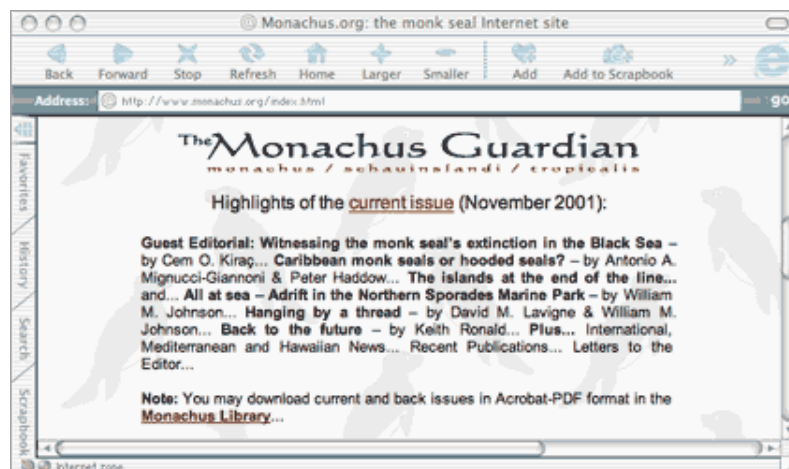 Monachus.org: the monk seal Internet site
Back Forward Stop Refresh Home Larger Smaller Add Add to Scrapbook
Address: http://www.monachus.org/index.html go
Favorites
History
Search
Scrapbook
The Monachus Guardian
monachus / schauinslandi / tropicalis
Highlights of the current issue (November 2001):
Guest Editorial: Witnessing the monk seal's extinction in the Black Sea –
by Cem O. Kiraç... Caribbean monk seals or hooded seals? – by Antonio A.
Mignucci-Giannoni & Peter Haddow... The islands at the end of the line...
and... All at sea – Adrift in the Northern Sporades Marine Park – by William
M. Johnson... Hanging by a thread – by David M. Lavigne & William M.
Johnson... Back to the future – by Keith Ronald... Plus... International,
Mediterranean and Hawaiian News... Recent Publications... Letters to the
Editor...
Note: You may download current and back issues in Acrobat-PDF format in the
Monachus Library...
Internet zone